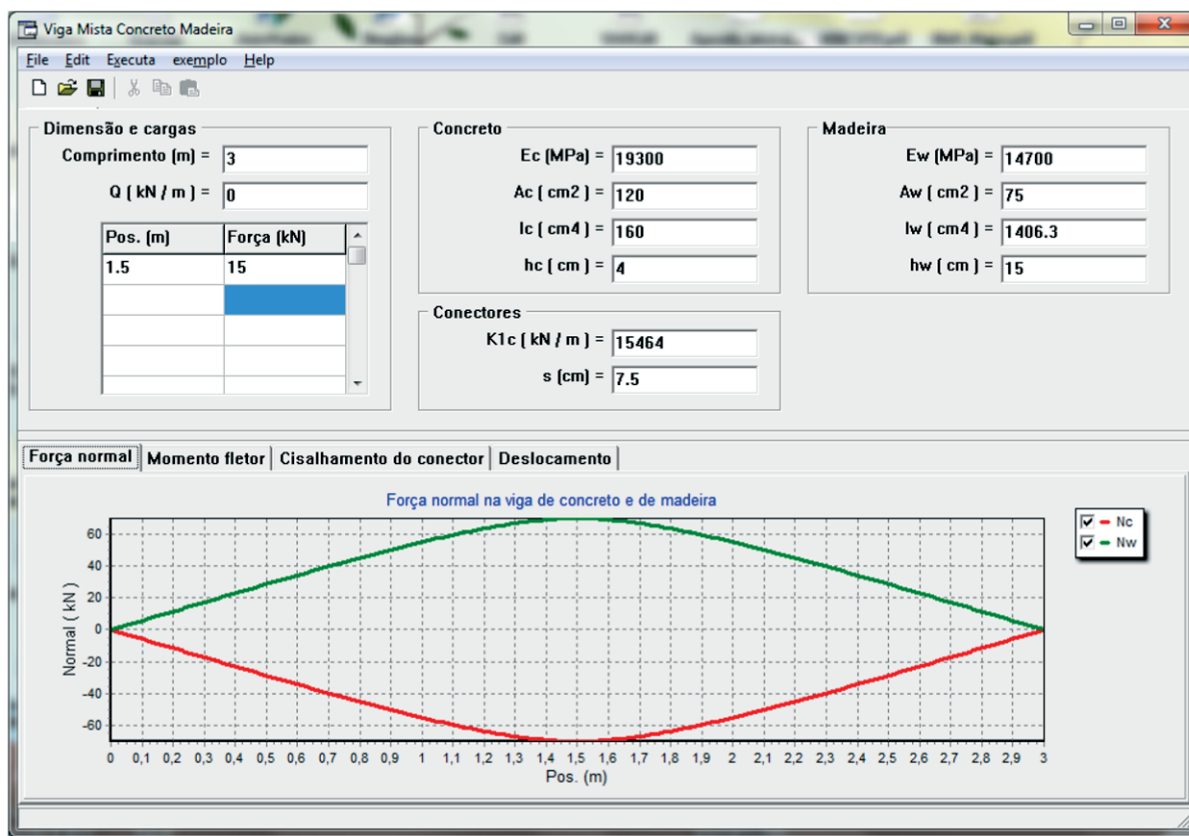 Viga Mista Concreto Madeira
File Edit Executa exemplo Help
Dimensão e cargas
Comprimento (m) = 3
Q ( kN / m ) = 0
Pos. (m) Força (kN)
1.5 15
Concreto
Ec (MPa) = 19300
Ac ( cm2 ) = 120
Ic ( cm4 ) = 160
hc ( cm ) = 4
Conectores
K1c ( kN / m ) = 15464
s (cm) = 7.5
Madeira
Ew (MPa) = 14700
Aw ( cm2 ) = 75
Iw ( cm4 ) = 1406.3
hw ( cm ) = 15
Força normal Momento fletor Cisalhamento do conector Deslocamento
Força normal na viga de concreto e de madeira
Normal ( kN )
60
40
20
0
-20
-40
-60
0 0,1 0,2 0,3 0,4 0,5 0,6 0,7 0,8 0,9 1 1,1 1,2 1,3 1,4 1,5 1,6 1,7 1,8 1,9 2 2,1 2,2 2,3 2,4 2,5 2,6 2,7 2,8 2,9 3
Pos. (m)
Nc
Nw